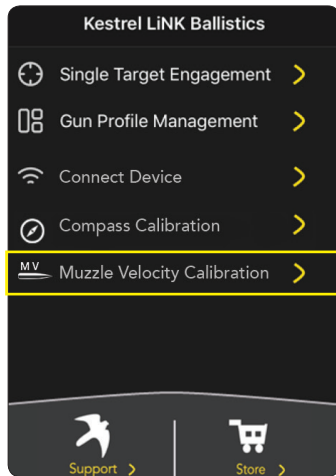 Kestrel LiNK Ballistics
Single Target Engagement
Gun Profile Management
Connect Device
Compass Calibration
MV Muzzle Velocity Calibration
Support Store